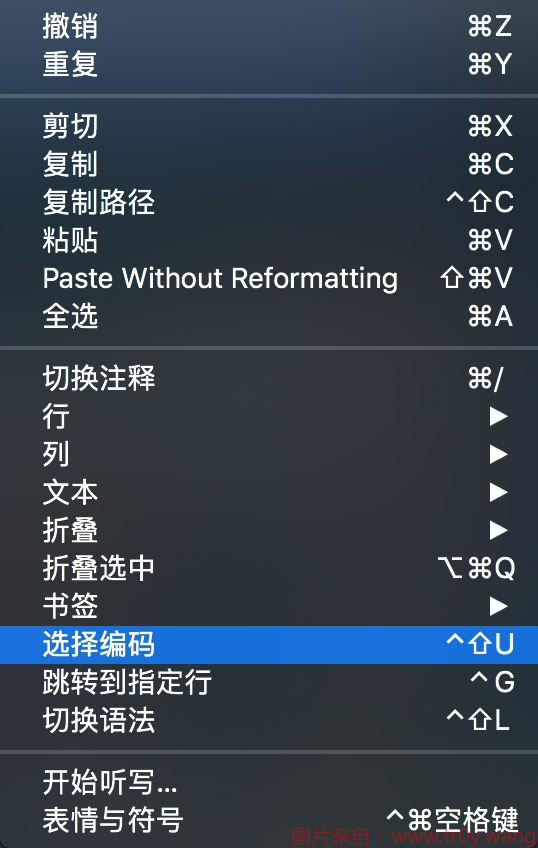 撤销 ⌘Z
重复 ⌘Y
剪切 ⌘X
复制 ⌘C
复制路径 ^⇧C
粘贴 ⌘V
Paste Without Reformatting ⇧⌘V
全选 ⌘A
切换注释 ⌘/
行 ▶
列 ▶
文本 ▶
折叠 ▶
折叠选中 ⌥⌘Q
书签 ▶
选择编码 ^⇧U
跳转到指定行 ^G
切换语法 ^⇧L
开始听写...
表情与符号 ^⌘空格键
图片来自：www.tr0y.wang